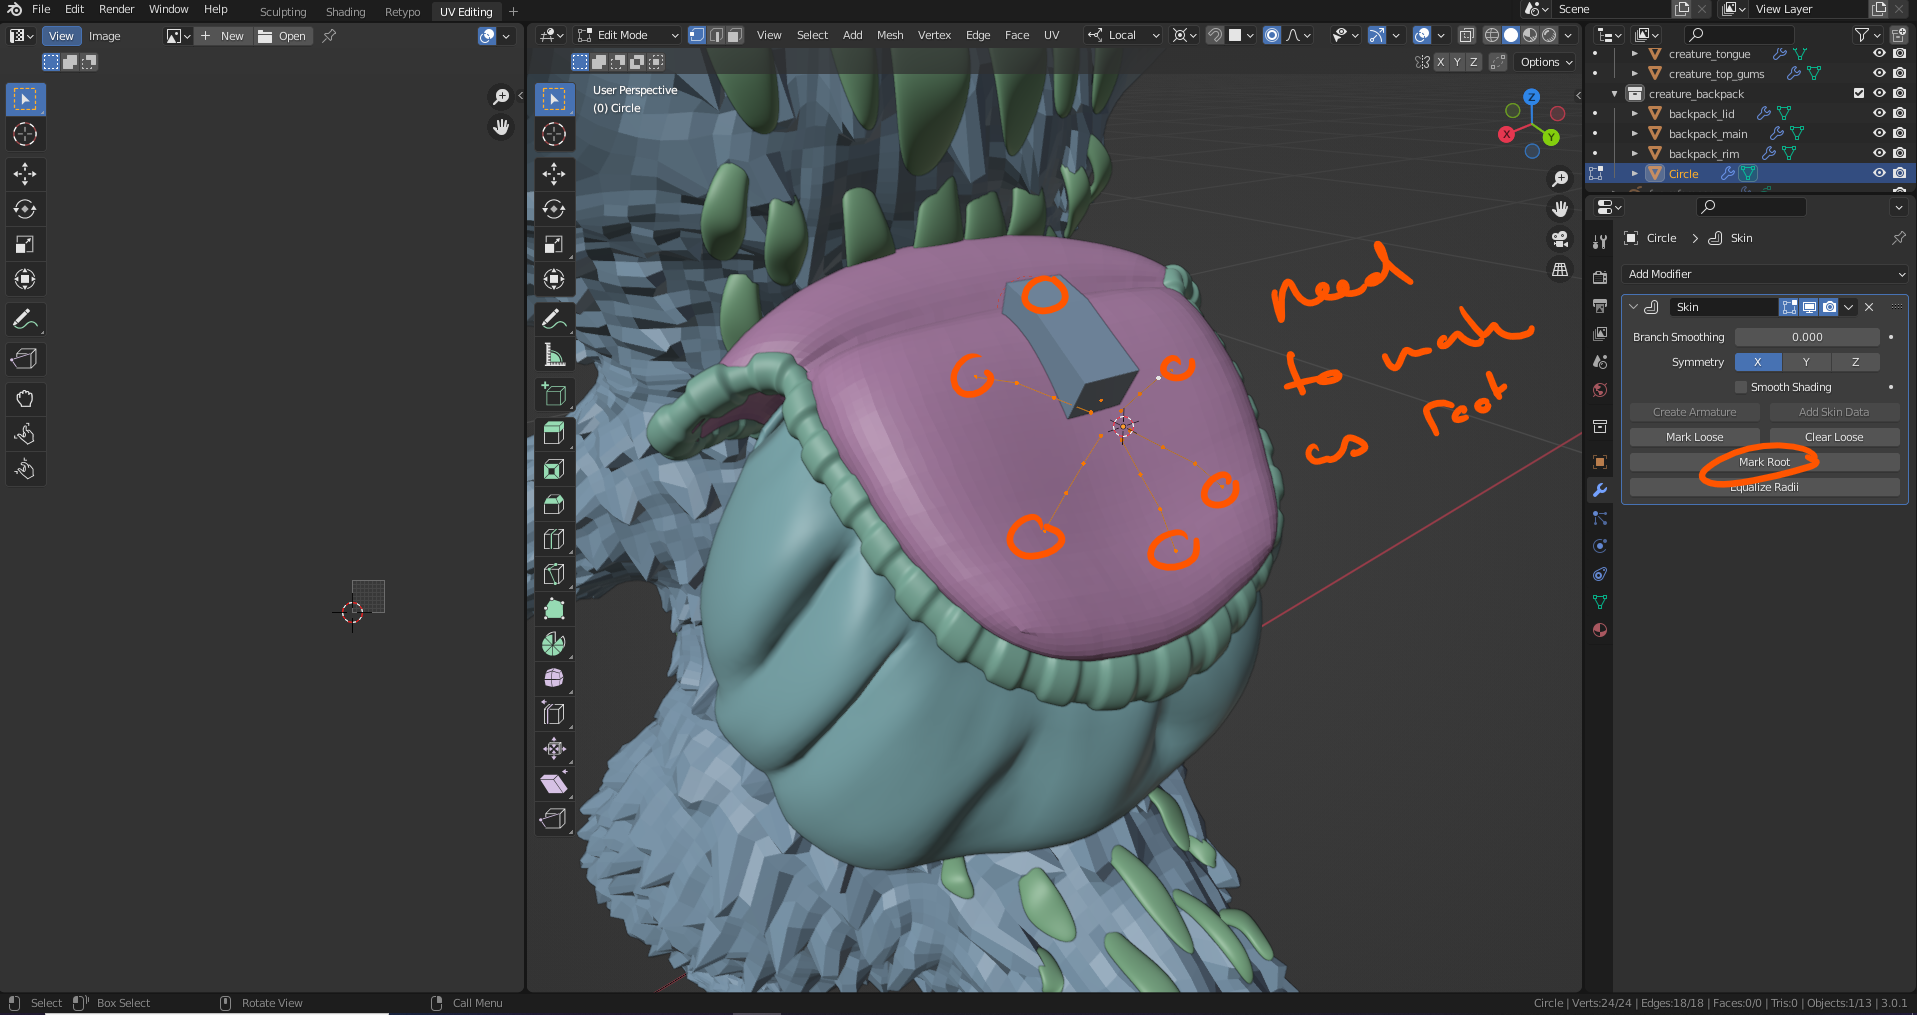 File Edit Render Window Help Sculpting Shading Retypo UV Editing + Scene View Layer
View Image New Open Edit Mode View Select Add Mesh Vertex Edge Face UV Local
X Y Z Options
User Perspective
(0) Circle
Z
X
Y
creature_tongue
creature_top_gums
creature_backpack
backpack_lid
backpack_main
backpack_rim
Circle
Circle > Skin
Add Modifier
Skin
Branch Smoothing 0.000
Symmetry X Y Z
Smooth Shading
Create Armature Add Skin Data
Mark Loose Clear Loose
Mark Root
Equalize Radii
need
to mark
as root
Select Box Select Rotate View Call Menu Circle | Verts:24/24 | Edges:18/18 | Faces:0/0 | Tris:0 | Objects:1/13 | 3.0.1